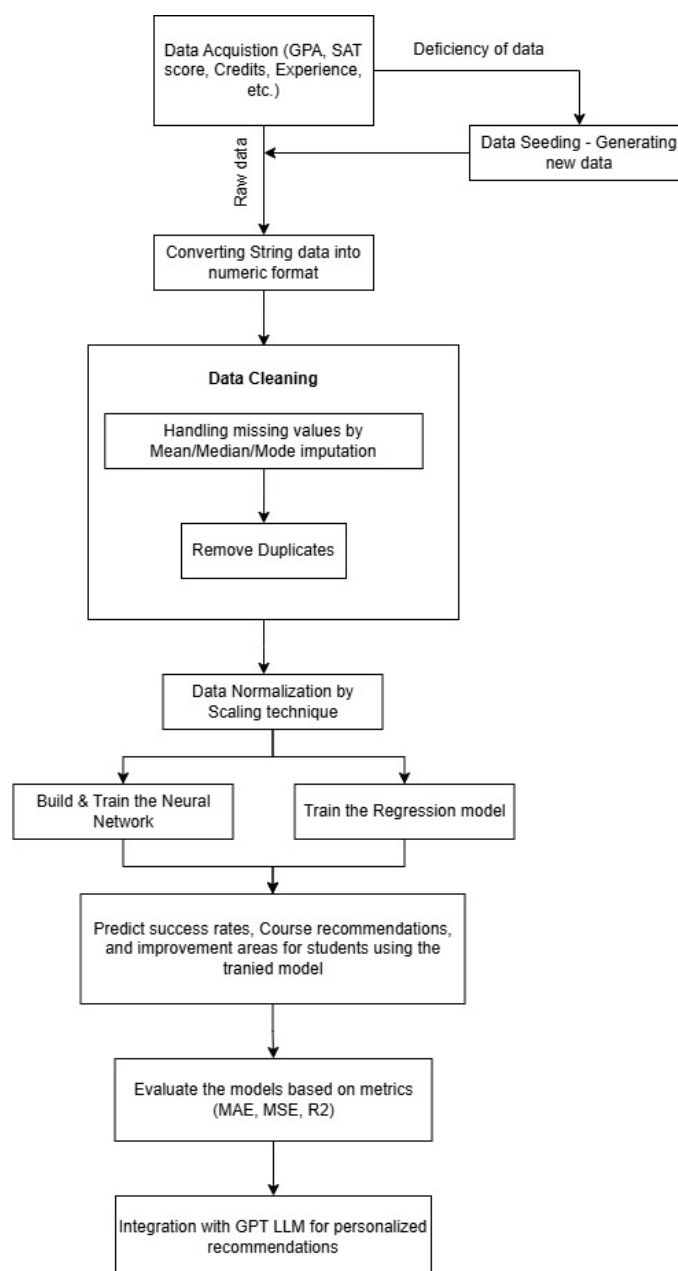 Data Acquistion (GPA, SAT
score, Credits, Experience,
etc.)
Deficiency of data
Data Seeding - Generating
new data
Raw data
Converting String data into
numeric format
Data Cleaning
Handling missing values by
Mean/Median/Mode imputation
Remove Duplicates
Data Normalization by
Scaling technique
Build & Train the Neural
Network
Train the Regression model
Predict success rates, Course recommendations,
and improvement areas for students using the
tranied model
Evaluate the models based on metrics
(MAE, MSE, R2)
Integration with GPT LLM for personalized
recommendations